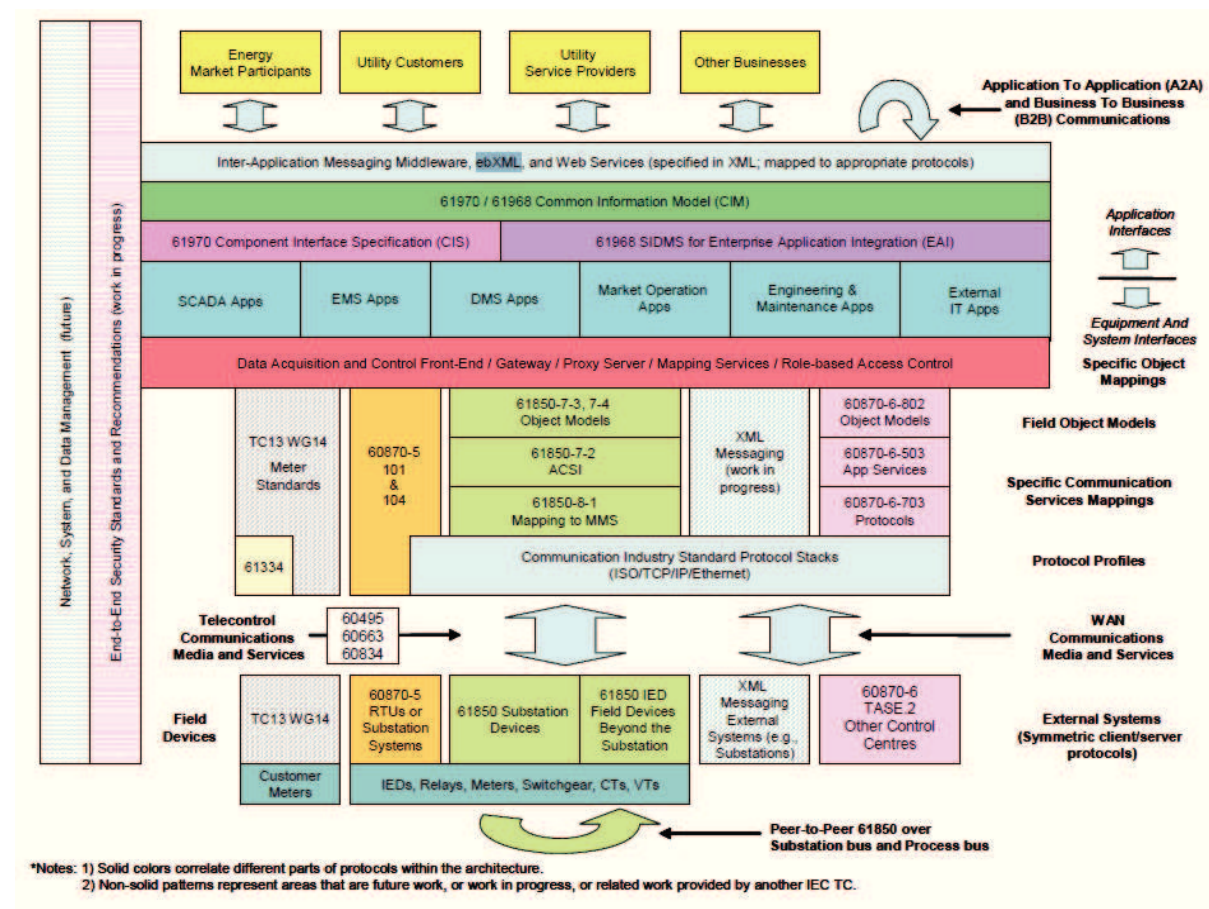 Energy
Market Participants
Utility Customers
Utility
Service Providers
Other Businesses
Application To Application (A2A)
and Business To Business
(B2B) Communications
Inter-Application Messaging Middleware, ebXML, and Web Services (specified in XML; mapped to appropriate protocols)
61970 / 61968 Common Information Model (CIM)
61970 Component Interface Specification (CIS)
61968 SIDMS for Enterprise Application Integration (EAI)
Application
Interfaces
SCADA Apps
EMS Apps
DMS Apps
Market Operation
Apps
Engineering &
Maintenance Apps
External
IT Apps
Equipment And
System Interfaces
Data Acquisition and Control Front-End / Gateway / Proxy Server / Mapping Services / Role-based Access Control
Specific Object
Mappings
Network, System, and Data Management (future)
End-to-End Security Standards and Recommendations (work in progress)
TC13 WG14
Meter
Standards
61334
60870-5
101
&
104
61850-7-3, 7-4
Object Models
61850-7-2
ACSI
61850-8-1
Mapping to MMS
XML
Messaging
(work in
progress)
60870-6-802
Object Models
60870-6-503
App Services
60870-6-703
Protocols
Field Object Models
Specific Communication
Services Mappings
Communication Industry Standard Protocol Stacks
(ISO/TCP/IP/Ethernet)
Protocol Profiles
Telecontrol
Communications
Media and Services
60495
60663
60834
WAN
Communications
Media and Services
Field
Devices
TC13 WG14
60870-5
RTUs or
Substation
Systems
61850 Substation
Devices
61850 IED
Field Devices
Beyond the
Substation
XML
Messaging
External
Systems (e.g.,
Substations)
60870-6
TASE.2
Other Control
Centres
External Systems
(Symmetric client/server
protocols)
Customer
Meters
IEDs, Relays, Meters, Switchgear, CTs, VTs
Peer-to-Peer 61850 over
Substation bus and Process bus
*Notes: 1) Solid colors correlate different parts of protocols within the architecture.
2) Non-solid patterns represent areas that are future work, or work in progress, or related work provided by another IEC TC.